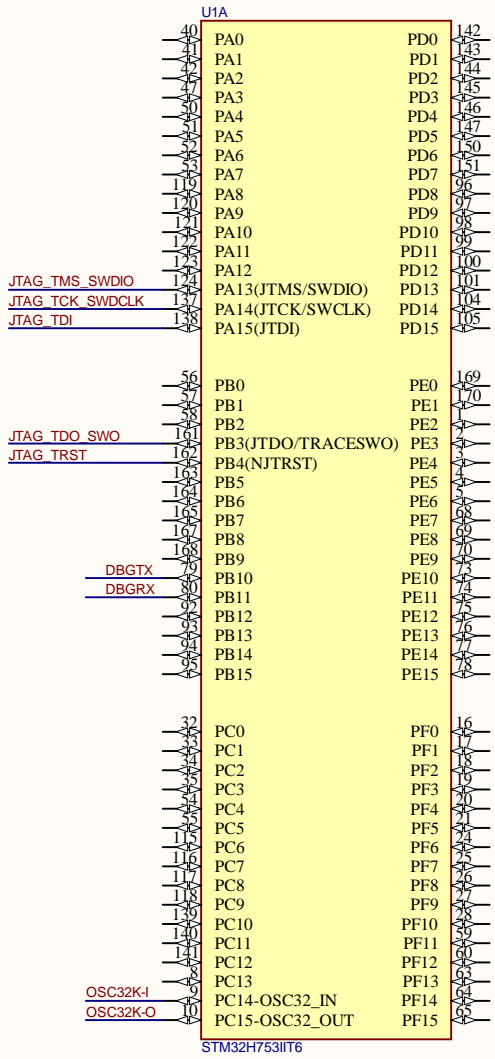 U1A
40 PA0 PD0 142
41 PA1 PD1 143
42 PA2 PD2 144
47 PA3 PD3 145
50 PA4 PD4 146
51 PA5 PD5 147
52 PA6 PD6 150
53 PA7 PD7 151
119 PA8 PD8 96
120 PA9 PD9 97
121 PA10 PD10 98
122 PA11 PD11 99
123 PA12 PD12 100
JTAG_TMS_SWDIO 124 PA13(JTMS/SWDIO) PD13 101
JTAG_TCK_SWDCLK 137 PA14(JTCK/SWCLK) PD14 104
JTAG_TDI 138 PA15(JTDI) PD15 105
56 PB0 PE0 169
57 PB1 PE1 170
58 PB2 PE2 1
JTAG_TDO_SWO 161 PB3(JTDO/TRACESWO) PE3 2
JTAG_TRST 162 PB4(NJTRST) PE4 3
163 PB5 PE5 4
164 PB6 PE6 5
165 PB7 PE7 68
167 PB8 PE8 69
168 PB9 PE9 70
DBGTX 79 PB10 PE10 73
DBGRX 80 PB11 PE11 74
92 PB12 PE12 75
93 PB13 PE13 76
94 PB14 PE14 77
95 PB15 PE15 78
32 PC0 PF0 16
33 PC1 PF1 17
34 PC2 PF2 18
35 PC3 PF3 19
54 PC4 PF4 20
55 PC5 PF5 21
115 PC6 PF6 24
116 PC7 PF7 25
117 PC8 PF8 26
118 PC9 PF9 27
139 PC10 PF10 28
140 PC11 PF11 59
141 PC12 PF12 60
8 PC13 PF13 63
OSC32K-I 9 PC14-OSC32_IN PF14 64
OSC32K-O 10 PC15-OSC32_OUT PF15 65
STM32H753IIT6